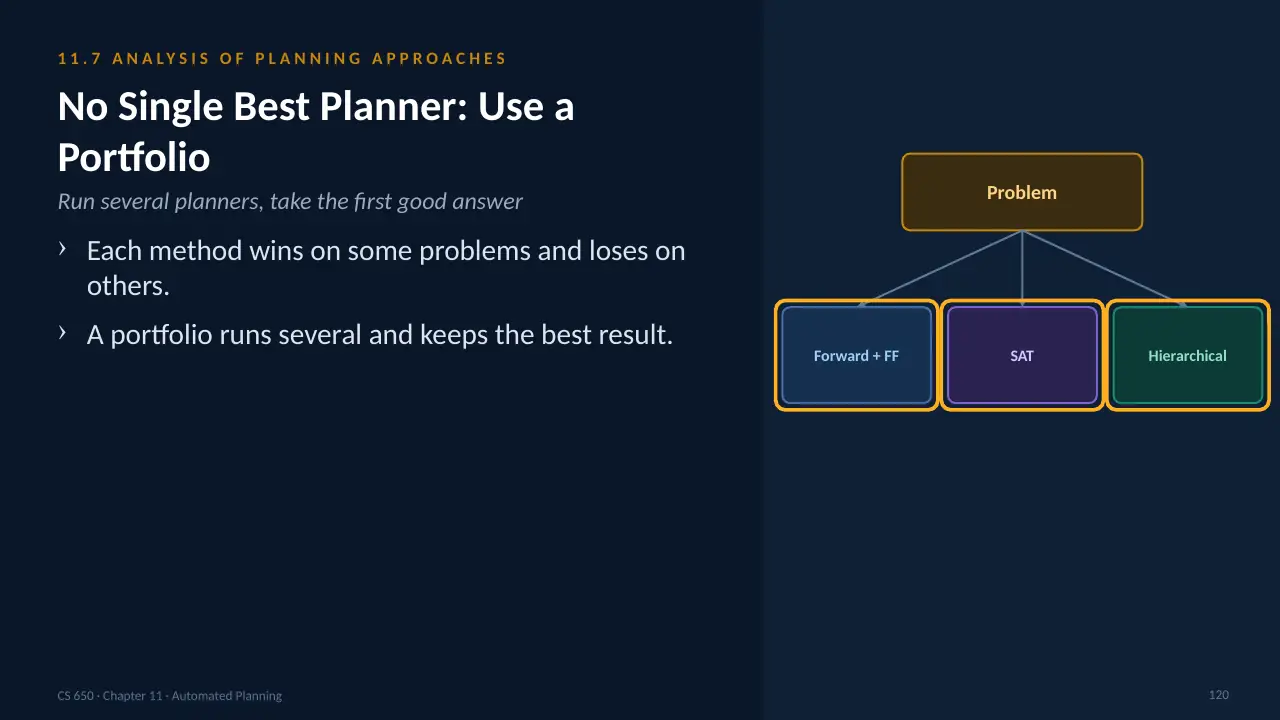 11.7 ANALYSIS OF PLANNING APPROACHES
No Single Best Planner: Use a
Portfolio
Run several planners, take the first good answer
› Each method wins on some problems and loses on
others.
› A portfolio runs several and keeps the best result.
Problem
Forward + FF
SAT
Hierarchical
CS 650 · Chapter 11 · Automated Planning
120